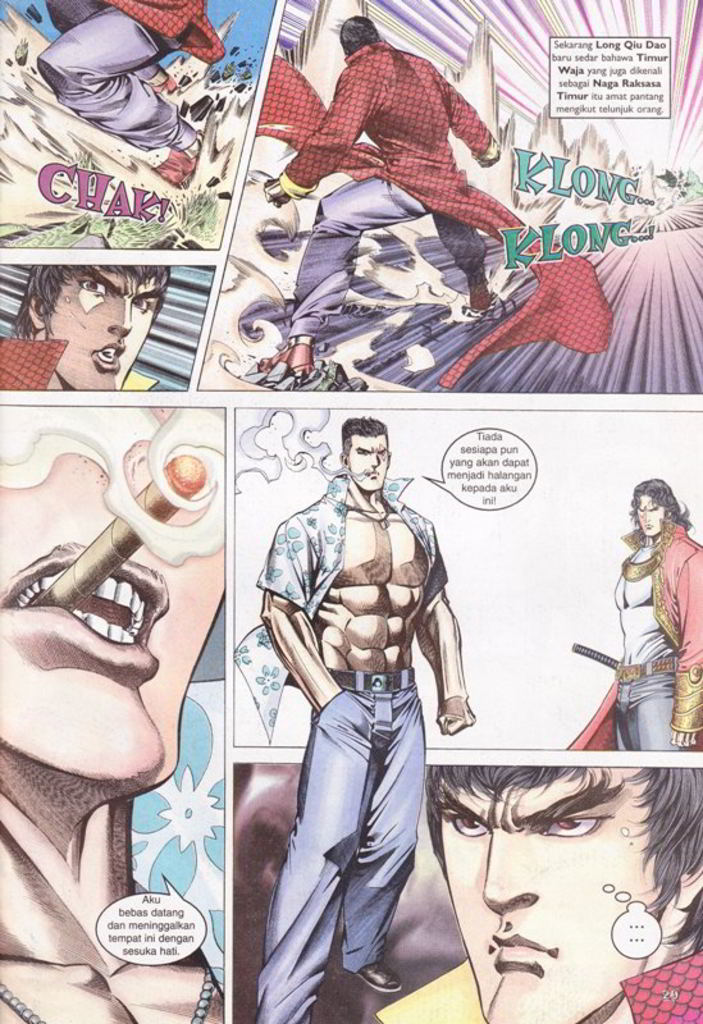 CHAK!
Sekarang Long Qiu Dao
baru sedar bahawa Timur
Waja yang juga dikenali
sebagai Naga Raksasa
Timur itu amat pantang
mengikut telunjuk orang.
KLONG...
KLONG...!
Tiada
sesiapa pun
yang akan dapat
menjadi halangan
kepada aku
ini!
Aku
bebas datang
dan meninggalkan
tempat ini dengan
sesuka hati.
...
...
29